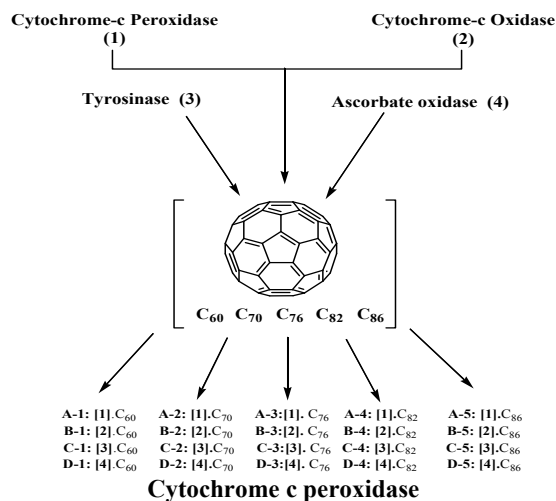 Cytochrome-c Peroxidase Cytochrome-c Oxidase
(1) (2)
Tyrosinase (3) Ascorbate oxidase (4)
C60 C70 C76 C82 C86
A-1: [1].C60 A-2: [1].C70 A-3:[1]. C76 A-4: [1].C82 A-5: [1].C86
B-1: [2].C60 B-2: [2].C70 B-3:[2]. C76 B-4: [2].C82 B-5: [2].C86
C-1: [3].C60 C-2: [3].C70 C-3:[3]. C76 C-4: [3].C82 C-5: [3].C86
D-1: [4].C60 D-2: [4].C70 D-3:[4]. C76 D-4: [4].C82 D-5: [4].C86
Cytochrome c peroxidase